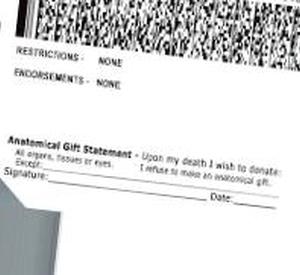 RESTRICTIONS - NONE
ENDORSEMENTS - NONE
Anatomical Gift Statement - Upon my death I wish to donate:
All organs, tissues or eyes. I refuse to make an anatomical gift.
Except:
Signature: Date: